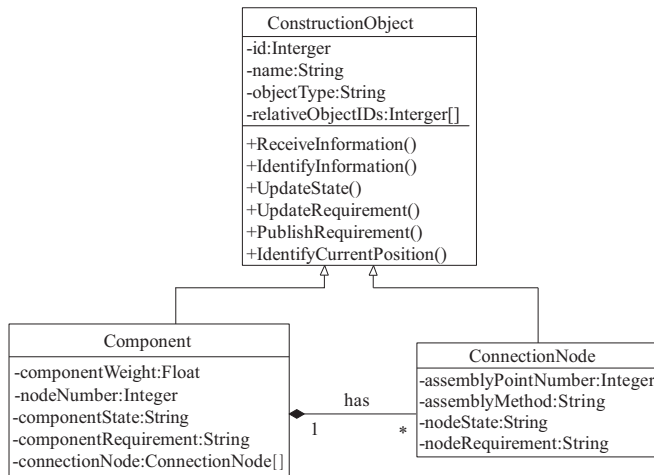 ConstructionObject
-id:Interger
-name:String
-objectType:String
-relativeObjectIDs:Interger[]
+ReceiveInformation()
+IdentifyInformation()
+UpdateState()
+UpdateRequirement()
+PublishRequirement()
+IdentifyCurrentPosition()
Component
-componentWeight:Float
-nodeNumber:Integer
-componentState:String
-componentRequirement:String
-connectionNode:ConnectionNode[]
has
1
*
ConnectionNode
-assemblyPointNumber:Integer
-assemblyMethod:String
-nodeState:String
-nodeRequirement:String